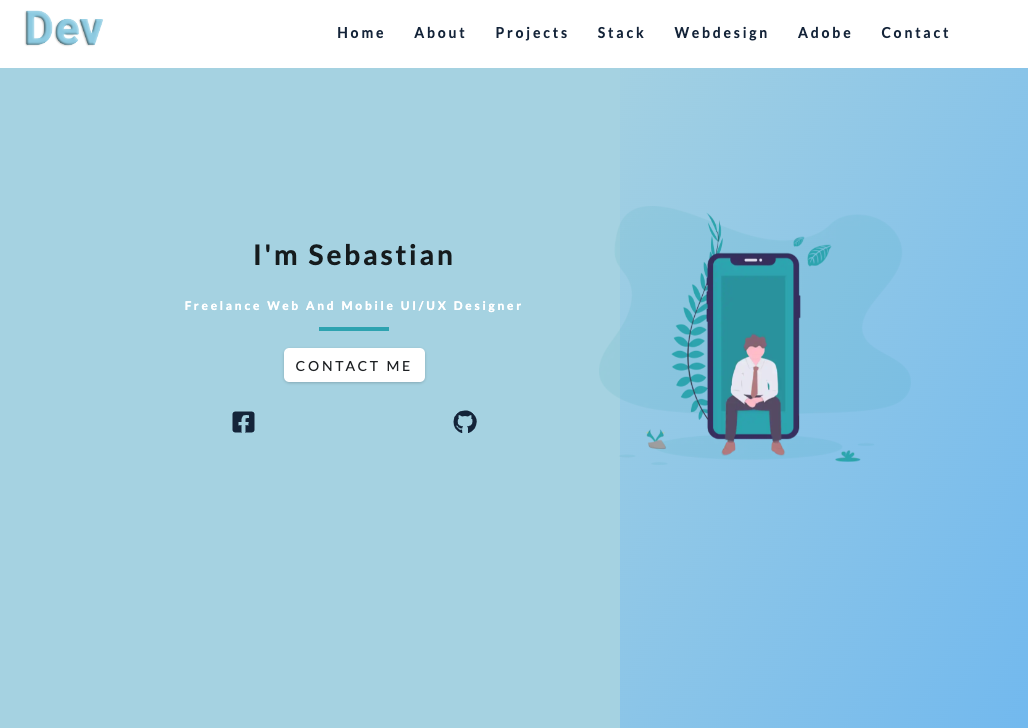 Dev
Home About Projects Stack Webdesign Adobe Contact
I'm Sebastian
Freelance Web And Mobile UI/UX Designer
CONTACT ME